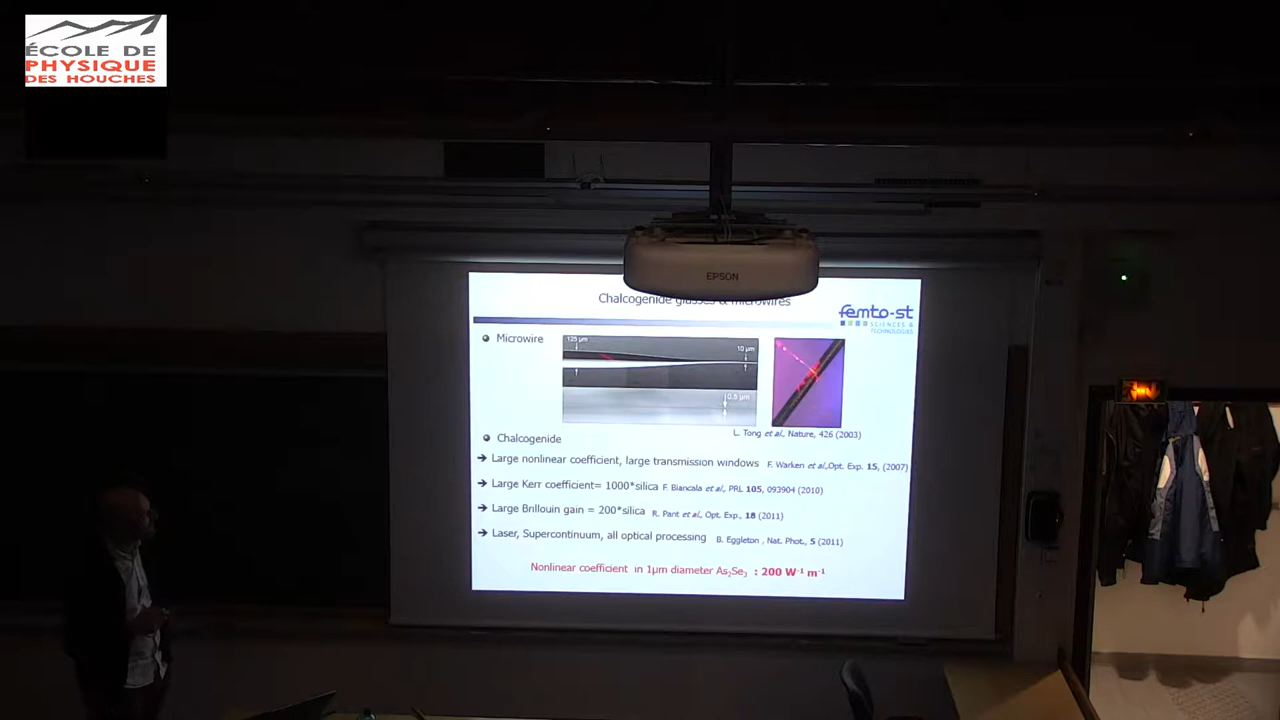 ÉCOLE DE
PHYSIQUE
DES HOUCHES
EPSON
Chalcogenide glasses & microwires
femto-st
SCIENCES &
TECHNOLOGIES
Microwire
125 µm
10 µm
0.5 µm
L. Tong et al., Nature, 426 (2003)
Chalcogenide
➔ Large nonlinear coefficient, large transmission windows F. Warken et al.,Opt. Exp. 15, (2007)
➔ Large Kerr coefficient= 1000*silica F. Biancala et al., PRL 105, 093904 (2010)
➔ Large Brillouin gain = 200*silica R. Pant et al., Opt. Exp., 18 (2011)
➔ Laser, Supercontinuum, all optical processing B. Eggleton , Nat. Phot., 5 (2011)
Nonlinear coefficient in 1µm diameter As₂Se₃ : 200 W⁻¹ m⁻¹